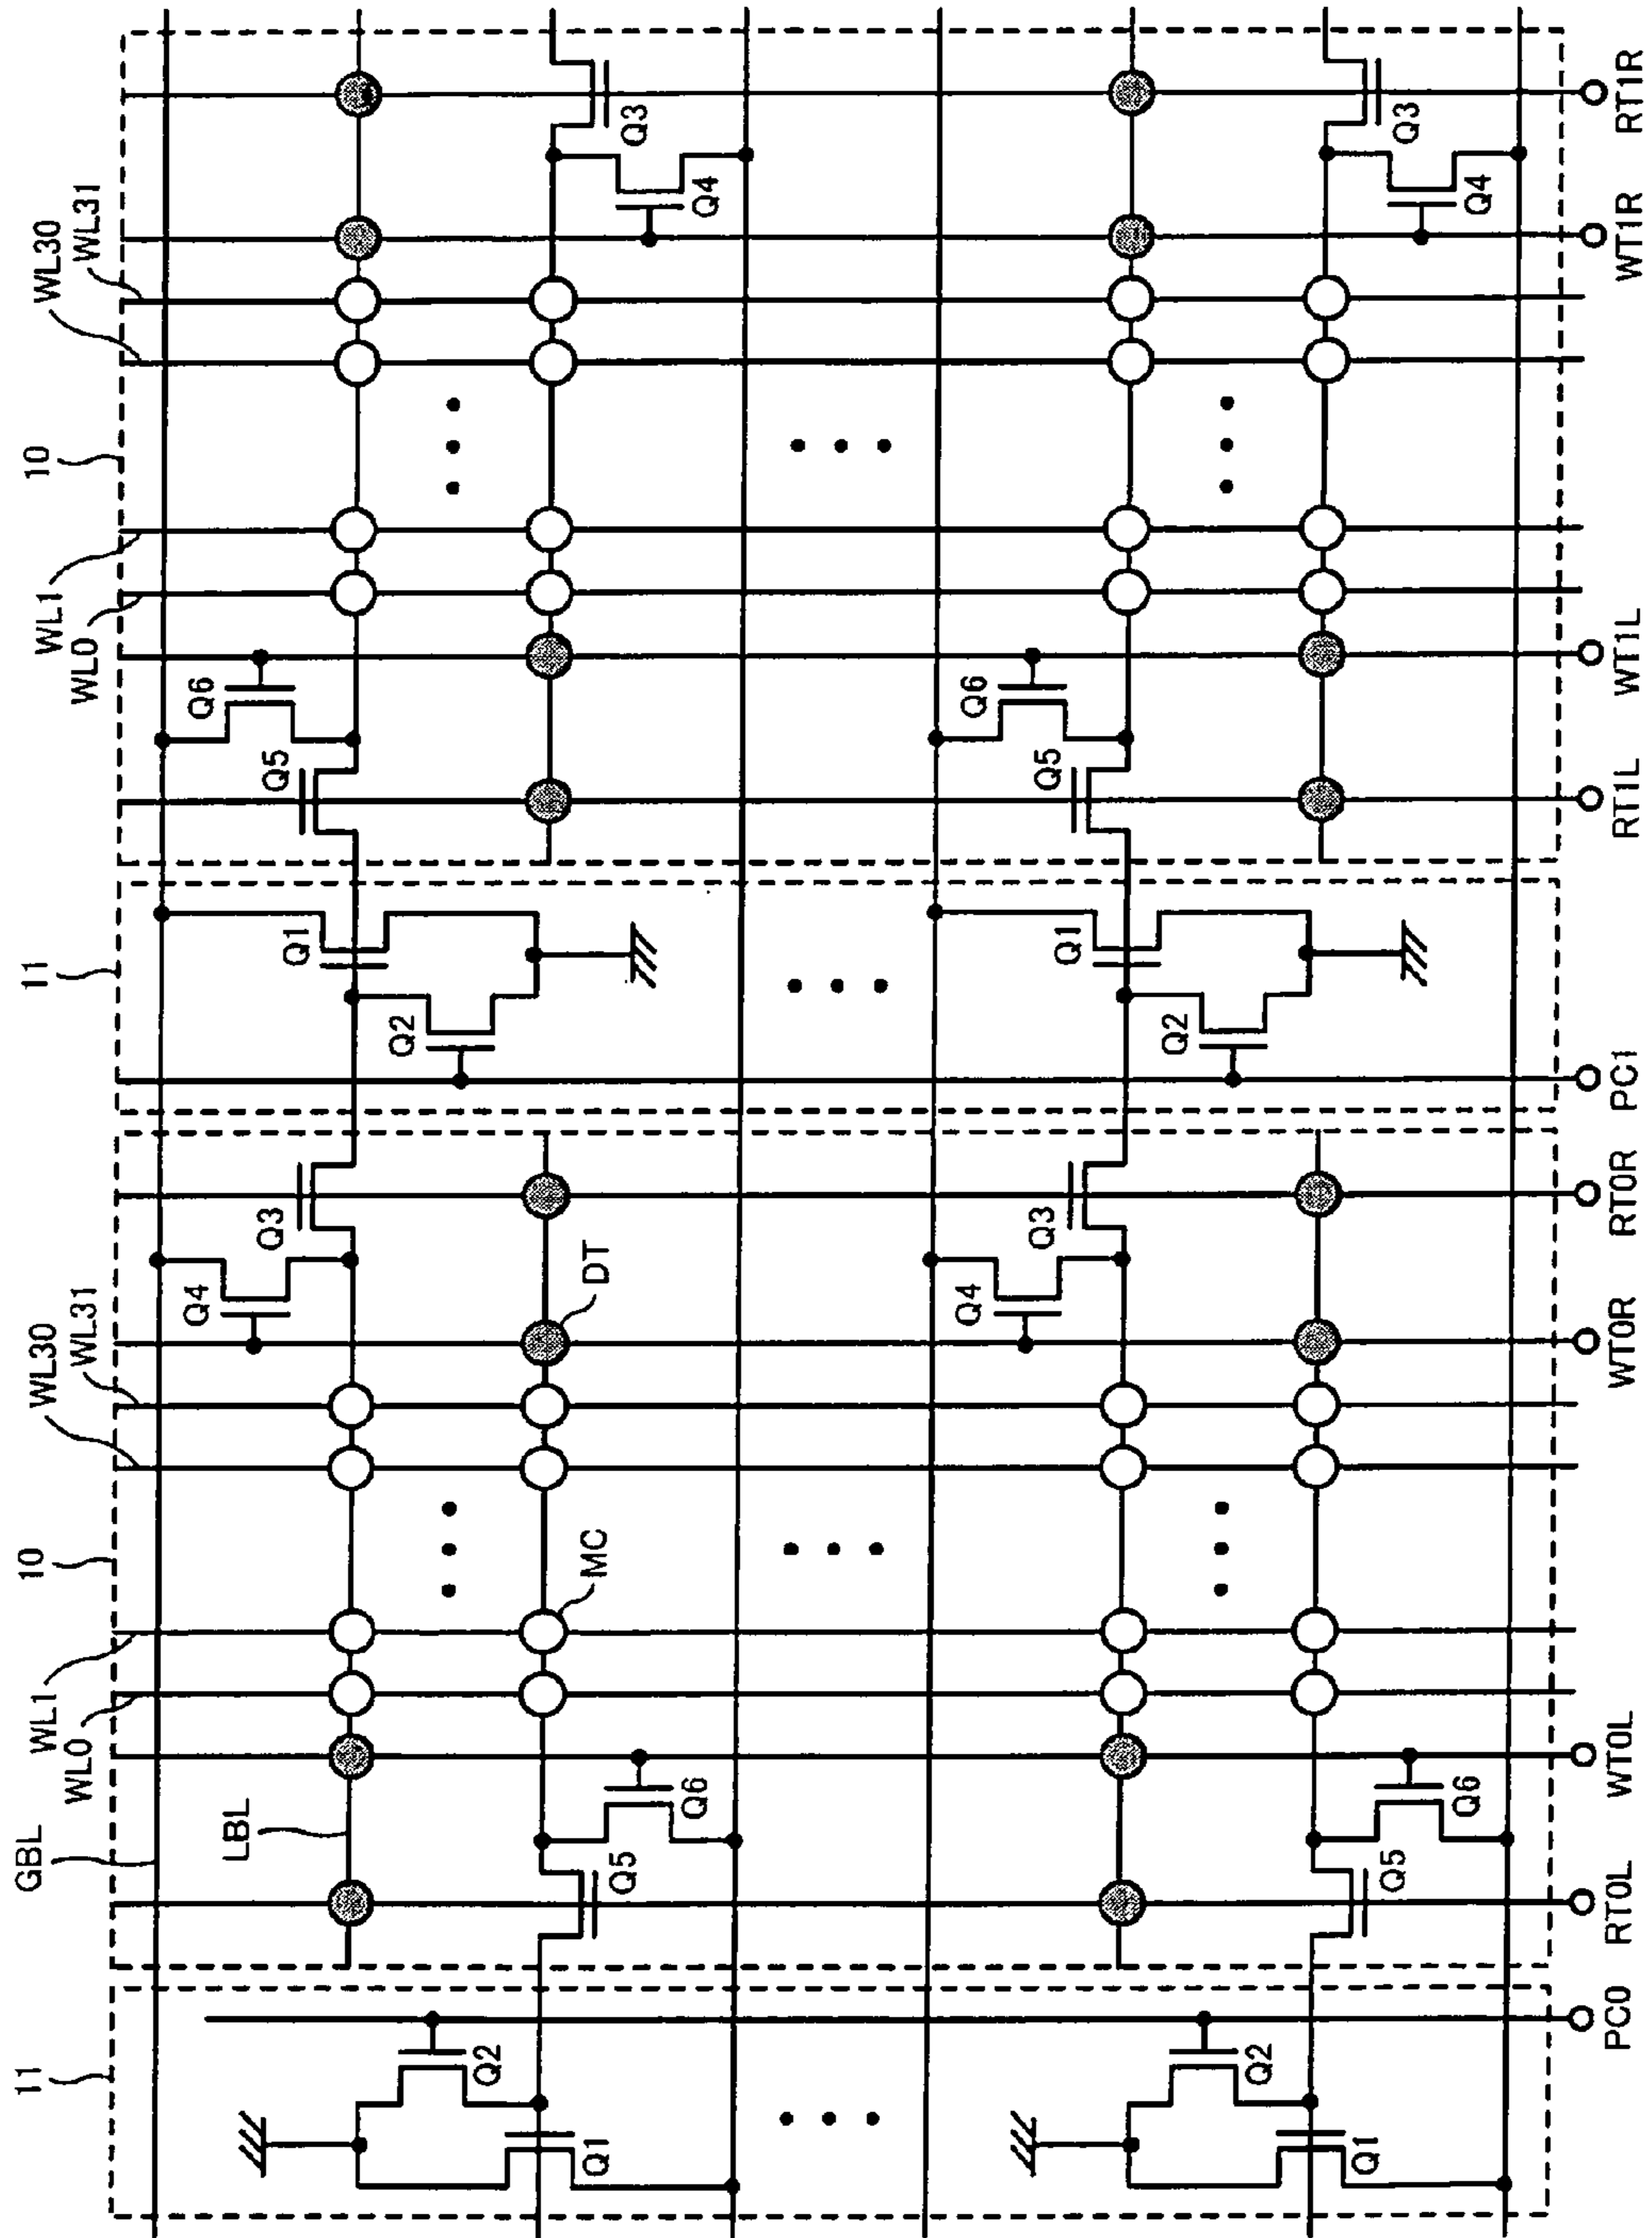 11
GBL
10
11
10
WL1
WL30
WL1
WL30
WL0
WL31
WL0
WL31
LBL
Q4
Q6
Q3
Q5
Q1
Q2
Q2
Q1
MC
DT
Q5
Q3
Q6
Q4
Q4
Q6
Q3
Q5
Q1
Q2
Q2
Q1
Q5
Q3
Q6
Q4
PC0
RT0L
WT0L
WT0R
RT0R
PC1
RT1L
WT1L
WT1R
RT1R